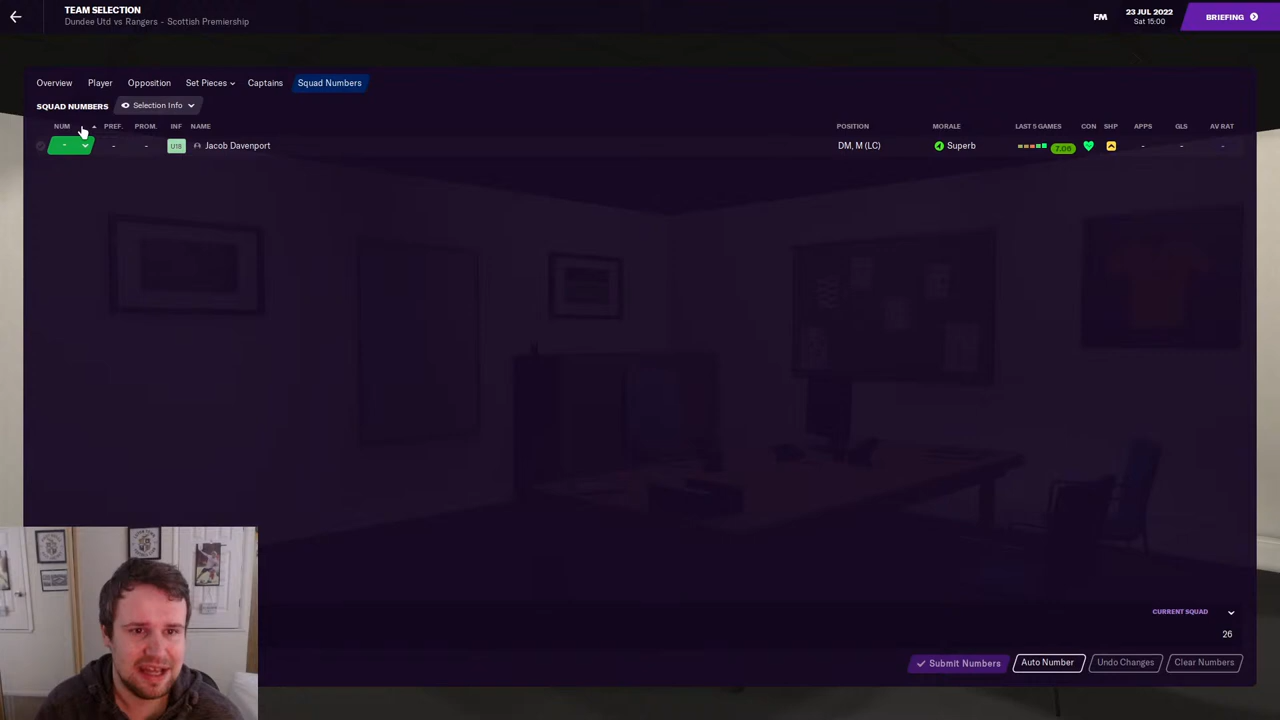 TEAM SELECTION
Dundee Utd vs Rangers - Scottish Premiership
FM
23 JUL 2022
Sat 15:00
BRIEFING
Overview Player Opposition Set Pieces Captains Squad Numbers
SQUAD NUMBERS Selection Info
NUM PREF. PROM. INF NAME POSITION MORALE LAST 5 GAMES CON SHP APPS GLS AV RAT
- - - U18 Jacob Davenport DM, M (LC) Superb 7.06 - - -
CURRENT SQUAD
26
Submit Numbers Auto Number Undo Changes Clear Numbers